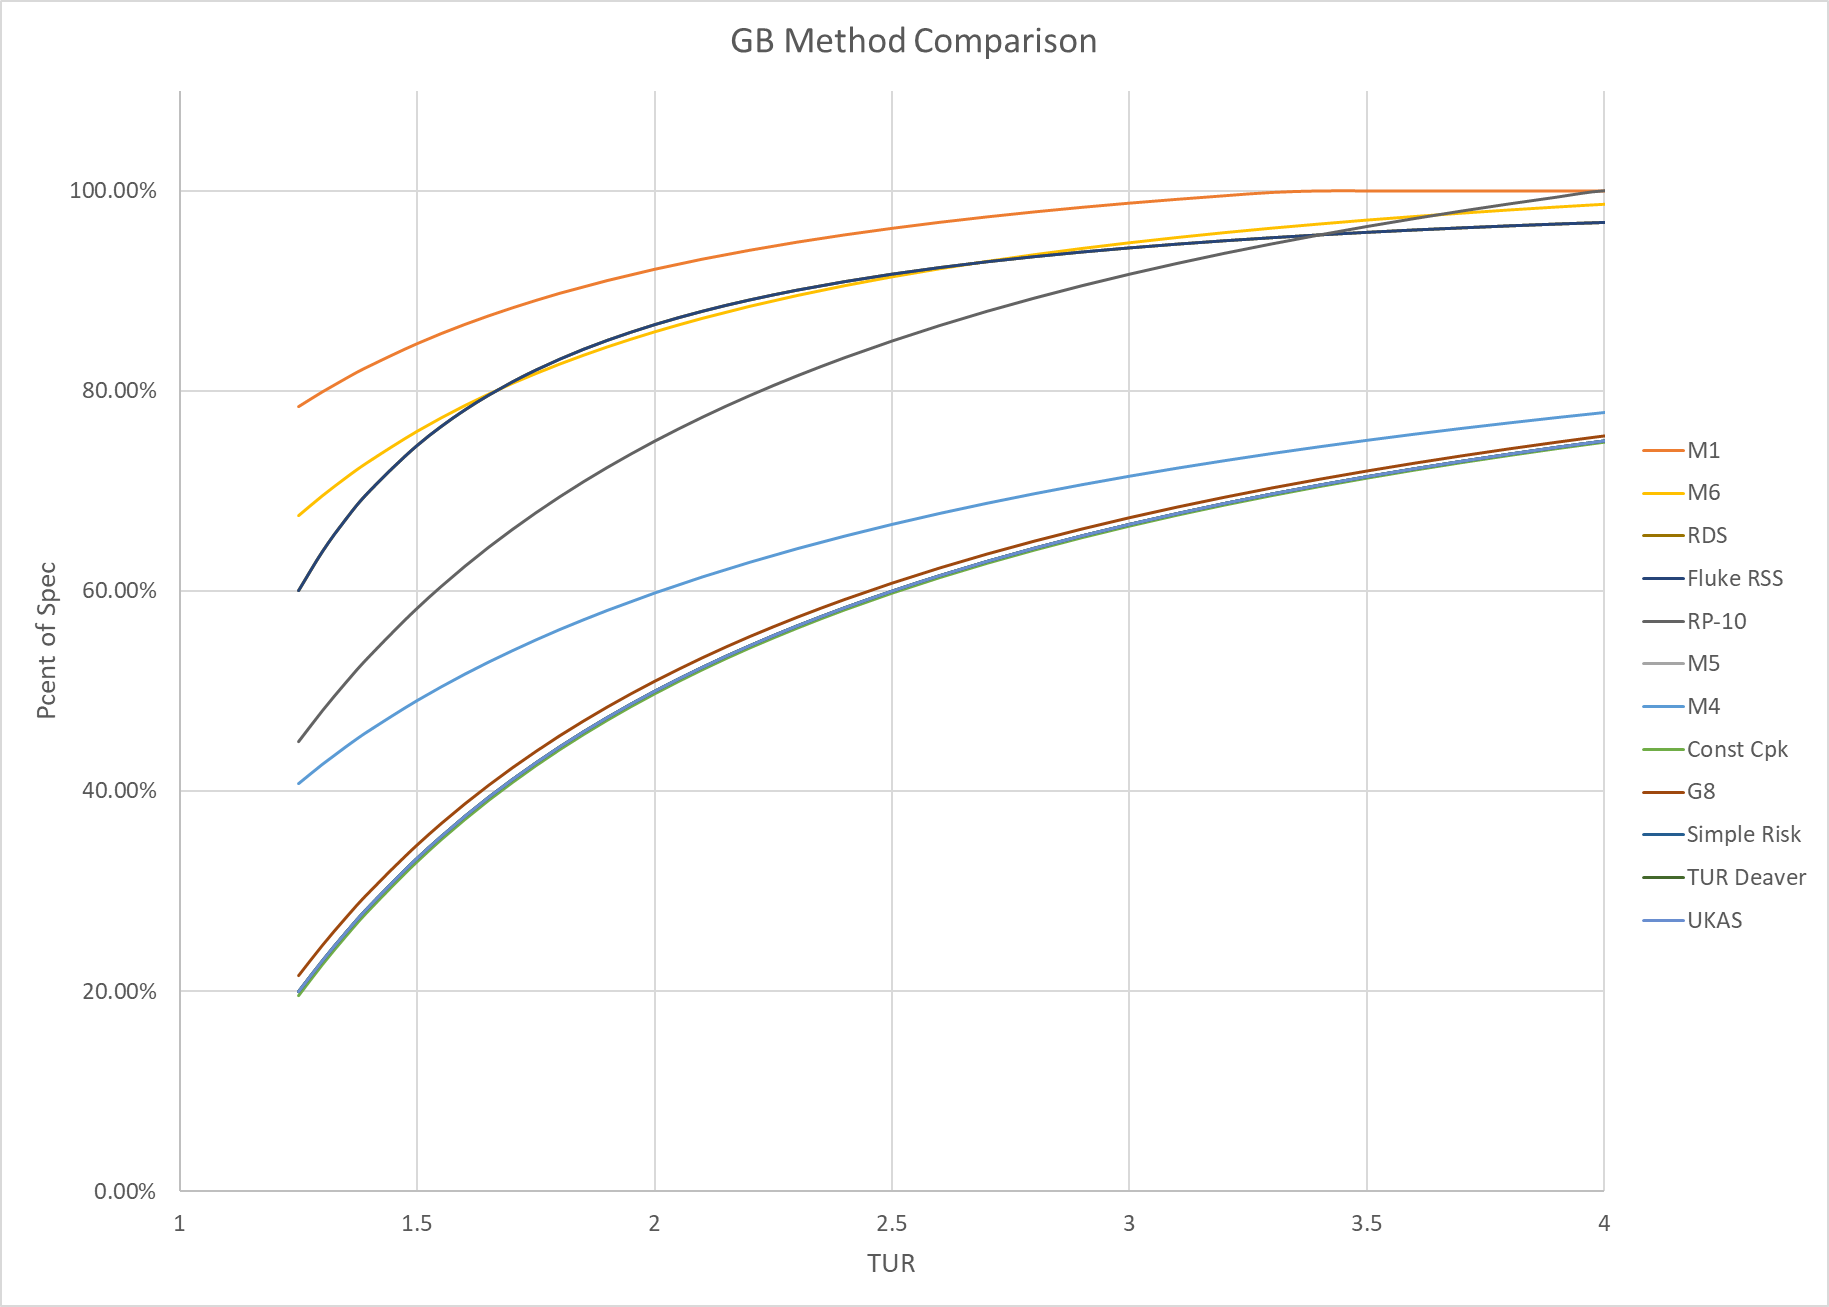 GB Method Comparison
100.00%
80.00%
60.00%
40.00%
20.00%
0.00%
Pcent of Spec
1 1.5 2 2.5 3 3.5 4
TUR
M1
M6
RDS
Fluke RSS
RP-10
M5
M4
Const Cpk
G8
Simple Risk
TUR Deaver
UKAS